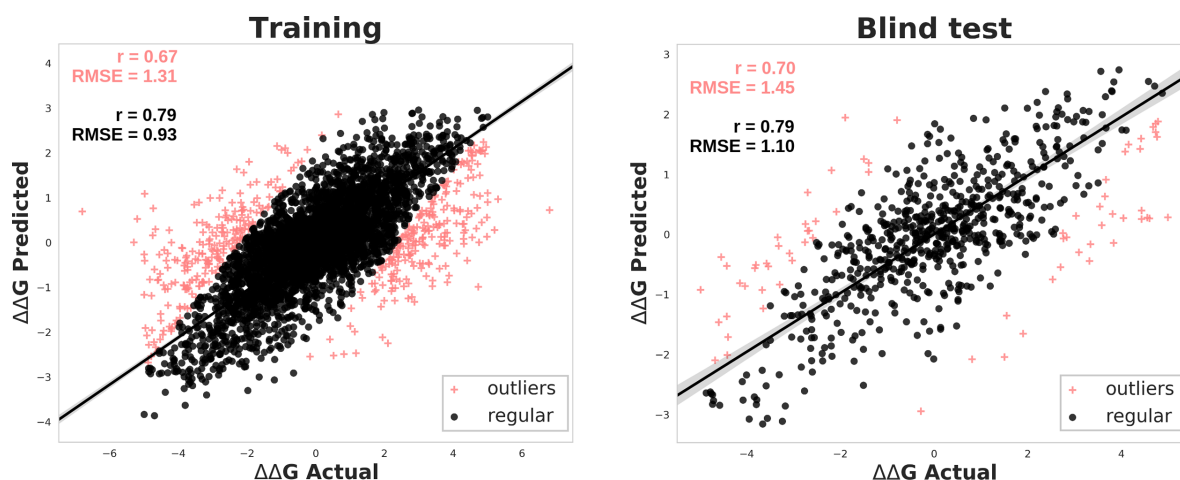 Training
r = 0.67
RMSE = 1.31
r = 0.79
RMSE = 0.93
4
3
2
1
0
−1
−2
−3
−4
ΔΔG Predicted
−6
−4
−2
0
2
4
6
ΔΔG Actual
outliers
regular
Blind test
r = 0.70
RMSE = 1.45
r = 0.79
RMSE = 1.10
3
2
1
0
−1
−2
−3
ΔΔG Predicted
−4
−2
0
2
4
ΔΔG Actual
outliers
regular